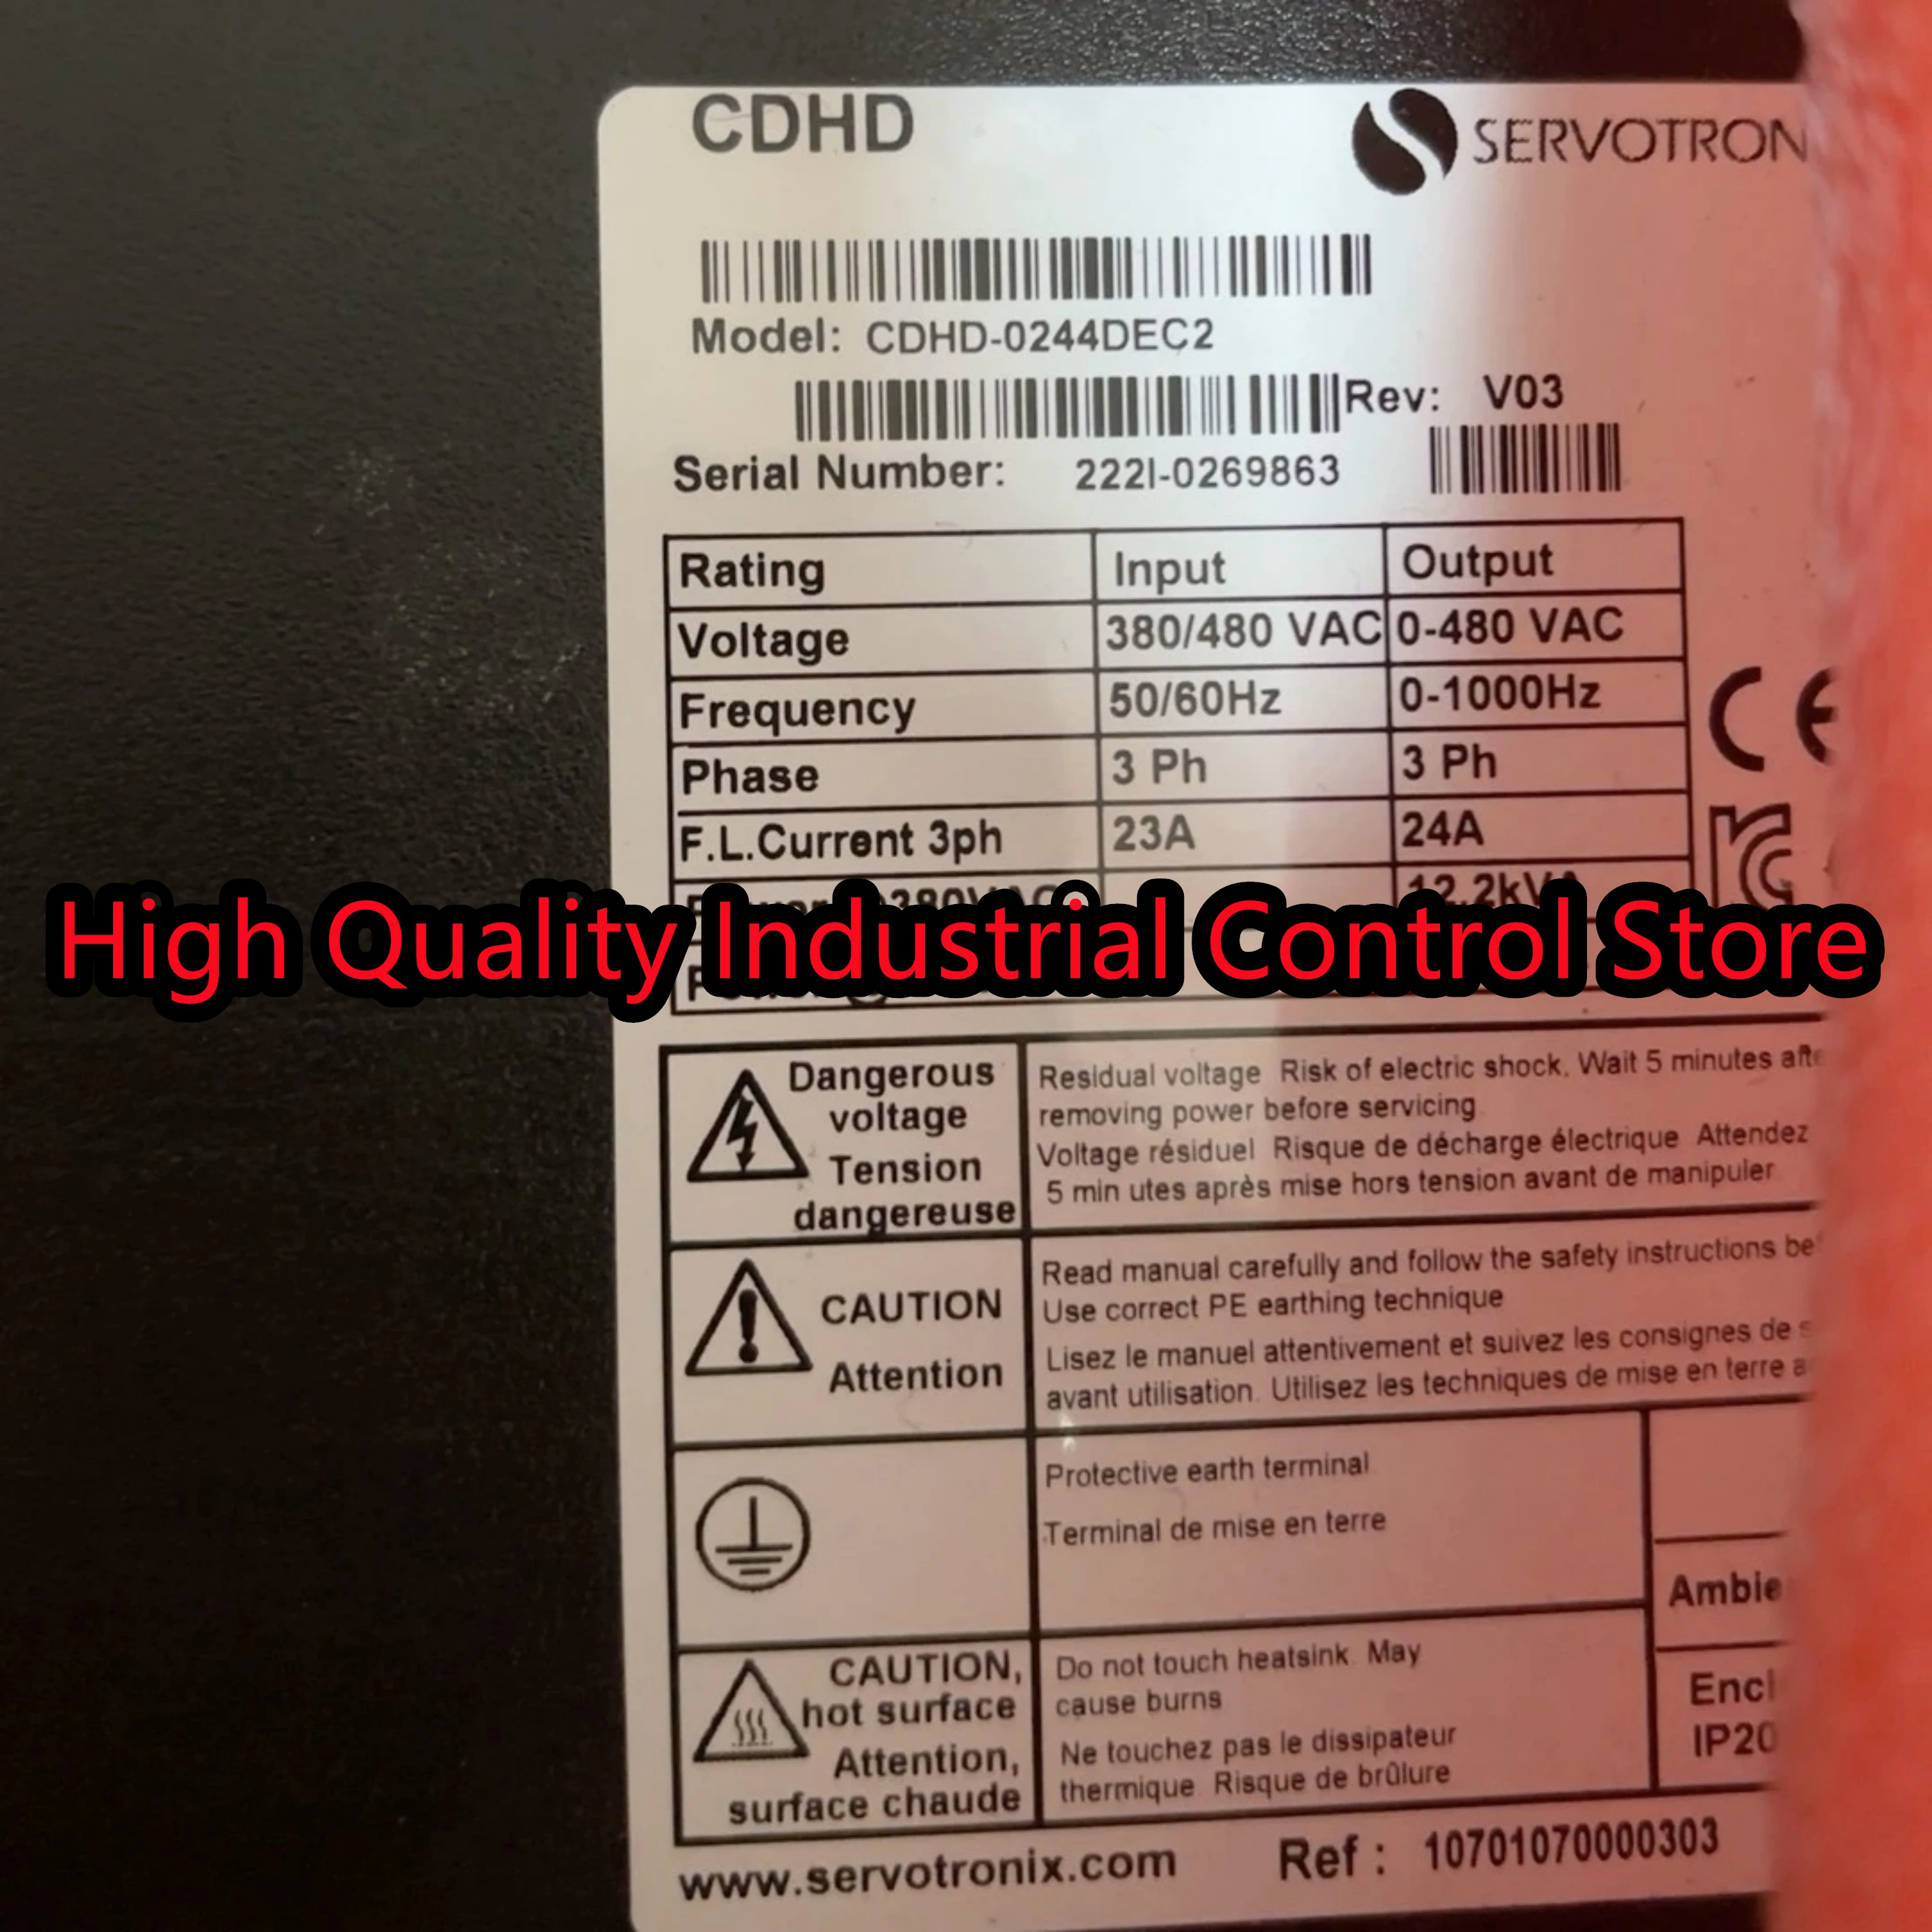 CDHD
SERVOTRON
Model: CDHD-0244DEC2
Rev: V03
Serial Number: 222I-0269863
Rating Input Output
Voltage 380/480 VAC 0-480 VAC
Frequency 50/60Hz 0-1000Hz
Phase 3 Ph 3 Ph
F.L.Current 3ph 23A 24A
12.2kVA
High Quality Industrial Control Store
Dangerous
voltage
Tension
dangereuse
Residual voltage Risk of electric shock. Wait 5 minutes afte
removing power before servicing
Voltage résiduel Risque de décharge électrique Attendez
5 min utes après mise hors tension avant de manipuler
CAUTION
Attention
Read manual carefully and follow the safety instructions be
Use correct PE earthing technique
Lisez le manuel attentivement et suivez les consignes de s
avant utilisation. Utilisez les techniques de mise en terre a
Protective earth terminal
Terminal de mise en terre
Ambie
CAUTION,
hot surface
Attention,
surface chaude
Do not touch heatsink May
cause burns
Ne touchez pas le dissipateur
thermique Risque de brûlure
Encl
IP20
www.servotronix.com Ref : 10701070000303